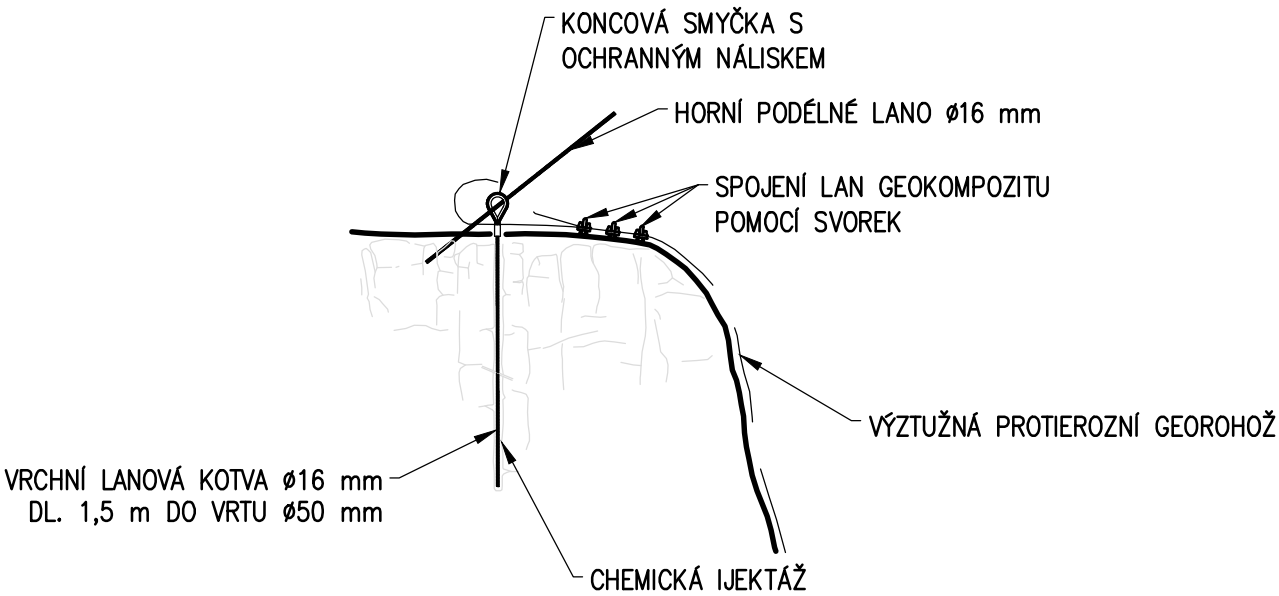 KONCOVÁ SMYČKA S
OCHRANNÝM NÁLISKEM
HORNÍ PODÉLNÉ LANO Ø16 mm
SPOJENÍ LAN GEOKOMPOZITU
POMOCÍ SVOREK
VÝZTUŽNÁ PROTIEROZNÍ GEOROHOŽ
VRCHNÍ LANOVÁ KOTVA Ø16 mm
DL. 1,5 m DO VRTU Ø50 mm
CHEMICKÁ IJEKTÁŽ